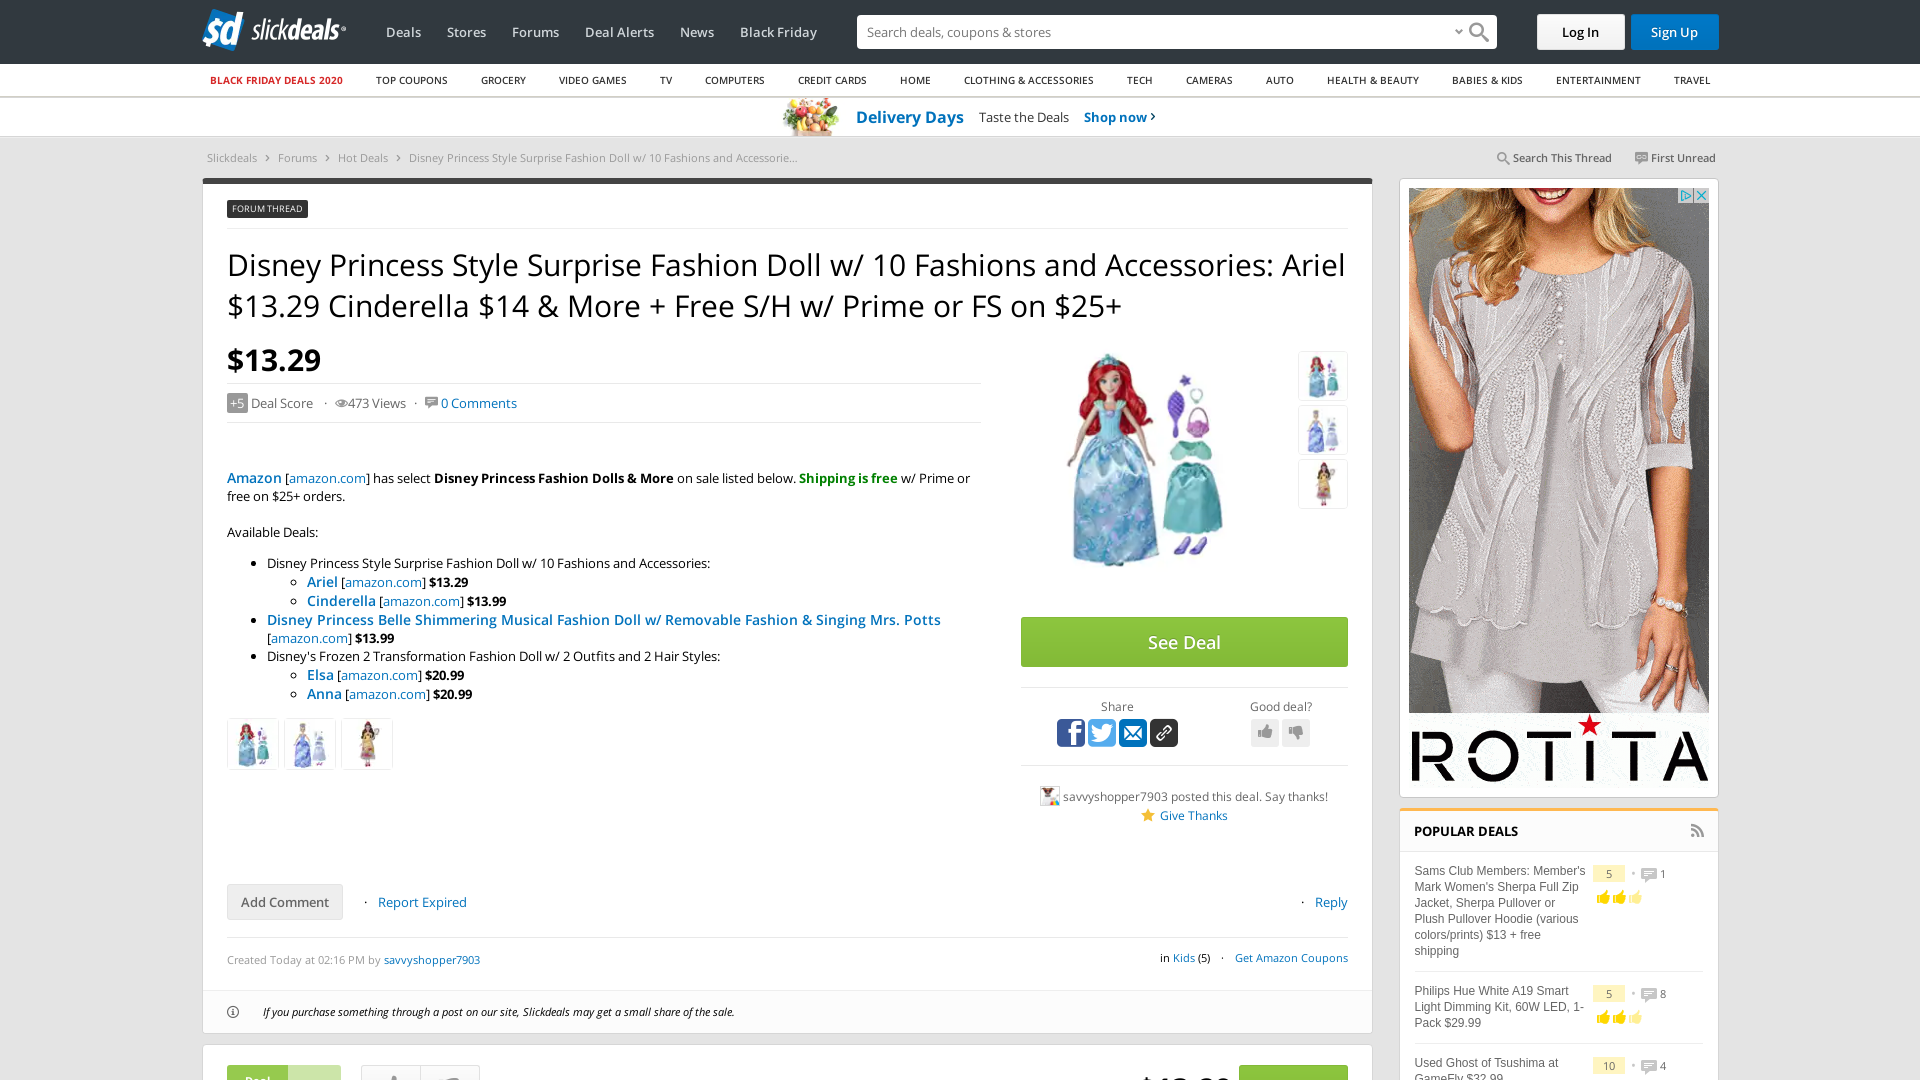 slickdeals
Deals
Stores
Forums
Deal Alerts
News
Black Friday
Search deals, coupons & stores
Log In
Sign Up
BLACK FRIDAY DEALS 2020
TOP COUPONS
GROCERY
VIDEO GAMES
TV
COMPUTERS
CREDIT CARDS
HOME
CLOTHING & ACCESSORIES
TECH
CAMERAS
AUTO
HEALTH & BEAUTY
BABIES & KIDS
ENTERTAINMENT
TRAVEL
Delivery Days Taste the Deals Shop now
Slickdeals > Forums > Hot Deals > Disney Princess Style Surprise Fashion Doll w/ 10 Fashions and Accessorie...
Search This Thread
First Unread
FORUM THREAD
Disney Princess Style Surprise Fashion Doll w/ 10 Fashions and Accessories: Ariel
$13.29 Cinderella $14 & More + Free S/H w/ Prime or FS on $25+
$13.29
+5 Deal Score · 473 Views · 0 Comments
Amazon [amazon.com] has select Disney Princess Fashion Dolls & More on sale listed below. Shipping is free w/ Prime or
free on $25+ orders.
Available Deals:
Disney Princess Style Surprise Fashion Doll w/ 10 Fashions and Accessories:
Ariel [amazon.com] $13.29
Cinderella [amazon.com] $13.99
Disney Princess Belle Shimmering Musical Fashion Doll w/ Removable Fashion & Singing Mrs. Potts
[amazon.com] $13.99
Disney's Frozen 2 Transformation Fashion Doll w/ 2 Outfits and 2 Hair Styles:
Elsa [amazon.com] $20.99
Anna [amazon.com] $20.99
See Deal
Share
Good deal?
savvyshopper7903 posted this deal. Say thanks!
Give Thanks
Add Comment
· Report Expired
· Reply
Created Today at 02:16 PM by savvyshopper7903
in Kids (5) · Get Amazon Coupons
If you purchase something through a post on our site, Slickdeals may get a small share of the sale.
ROTITA
POPULAR DEALS
Sams Club Members: Member's
Mark Women's Sherpa Full Zip
Jacket, Sherpa Pullover or
Plush Pullover Hoodie (various
colors/prints) $13 + free
shipping
5 • 1
Philips Hue White A19 Smart
Light Dimming Kit, 60W LED, 1-
Pack $29.99
5 • 8
Used Ghost of Tsushima at
GameFly $32.99
10 • 4